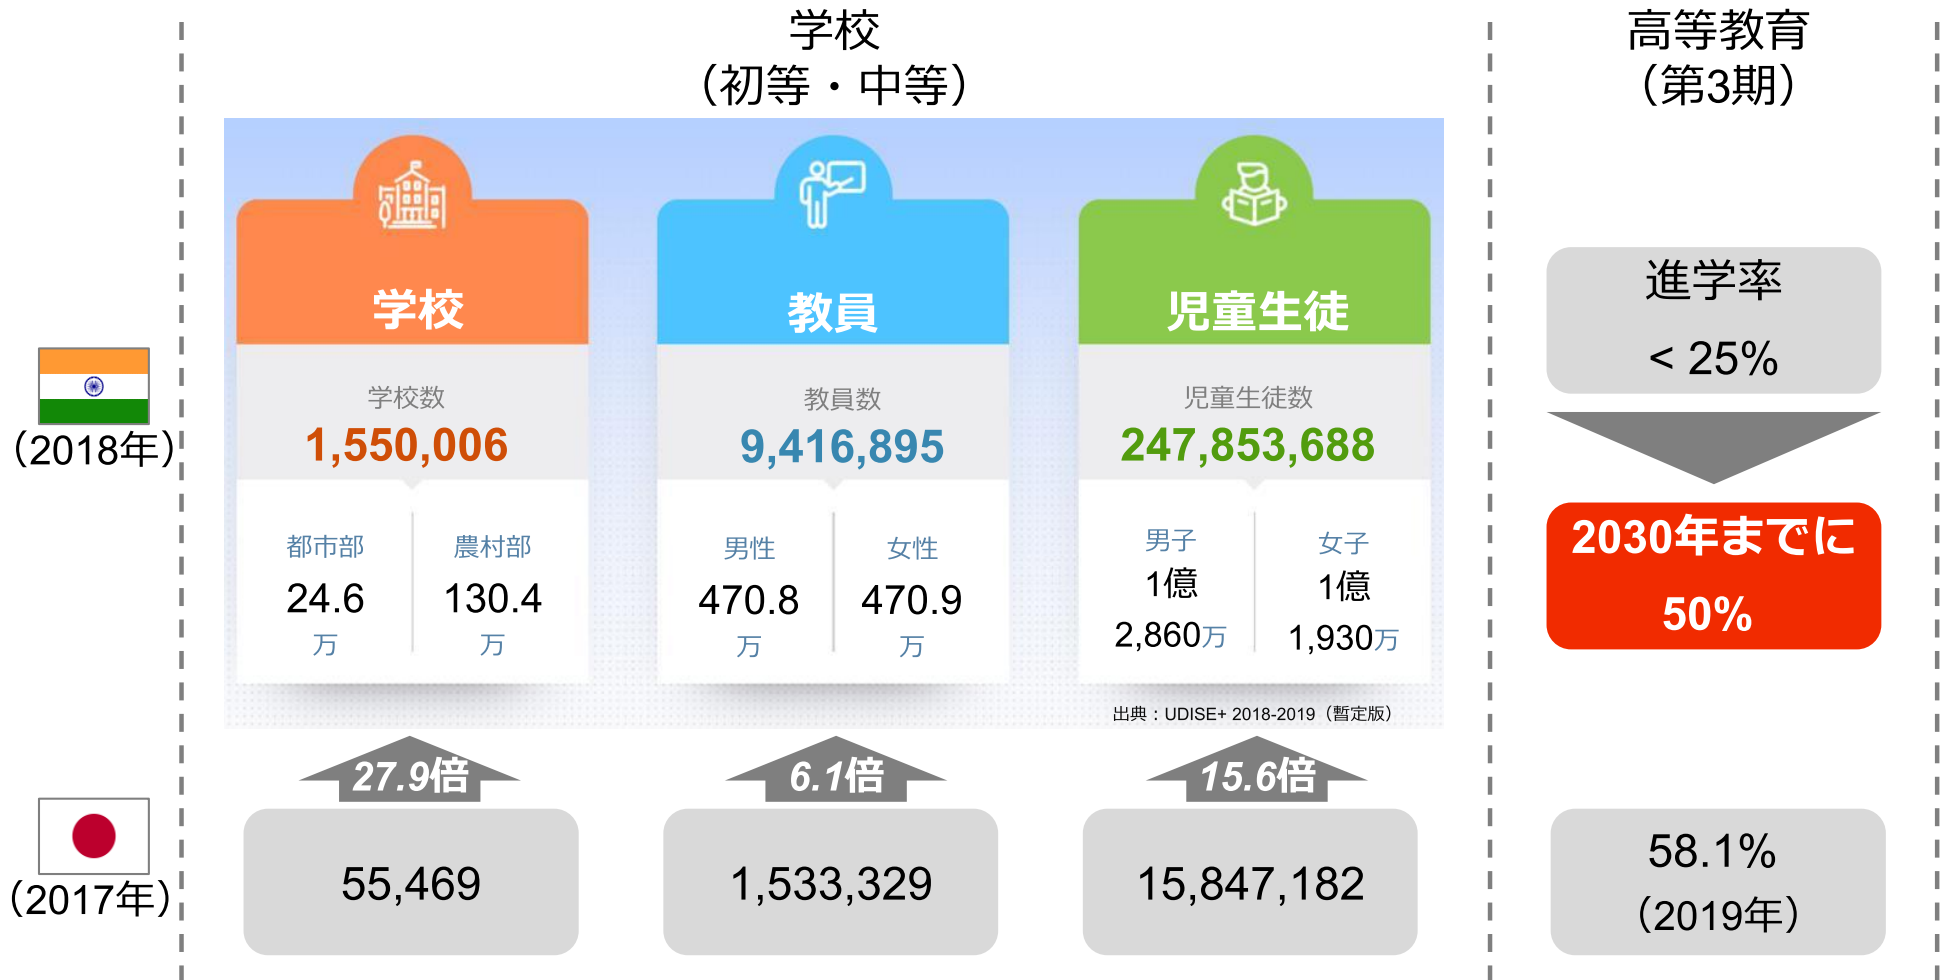 学校
（初等・中等）
高等教育
（第3期）
（2018年）
学校
学校数
1,550,006
都市部
24.6
万
農村部
130.4
万
教員
教員数
9,416,895
男性
470.8
万
女性
470.9
万
児童生徒
児童生徒数
247,853,688
男子
1億
2,860万
女子
1億
1,930万
出典：UDISE+ 2018-2019（暫定版）
進学率
< 25%
2030年までに
50%
27.9倍
6.1倍
15.6倍
（2017年）
55,469
1,533,329
15,847,182
58.1%
（2019年）